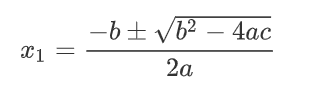 x₁ = (-b ± √(b² − 4ac)) / (2a)